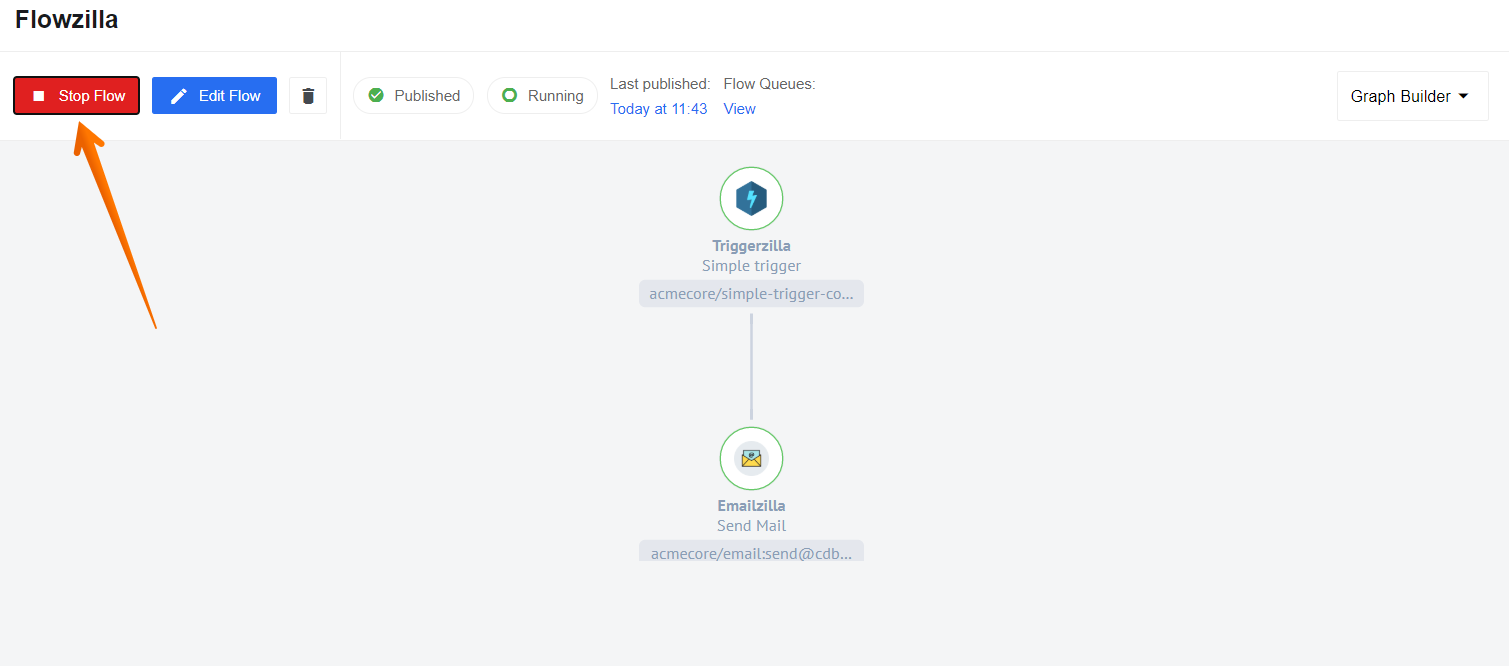 Flowzilla
Stop Flow
Edit Flow
Published
Running
Last published:
Today at 11:43
Flow Queues:
View
Graph Builder
Triggerzilla
Simple trigger
acmecore/simple-trigger-co...
Emailzilla
Send Mail
acmecore/email:send@cdb...